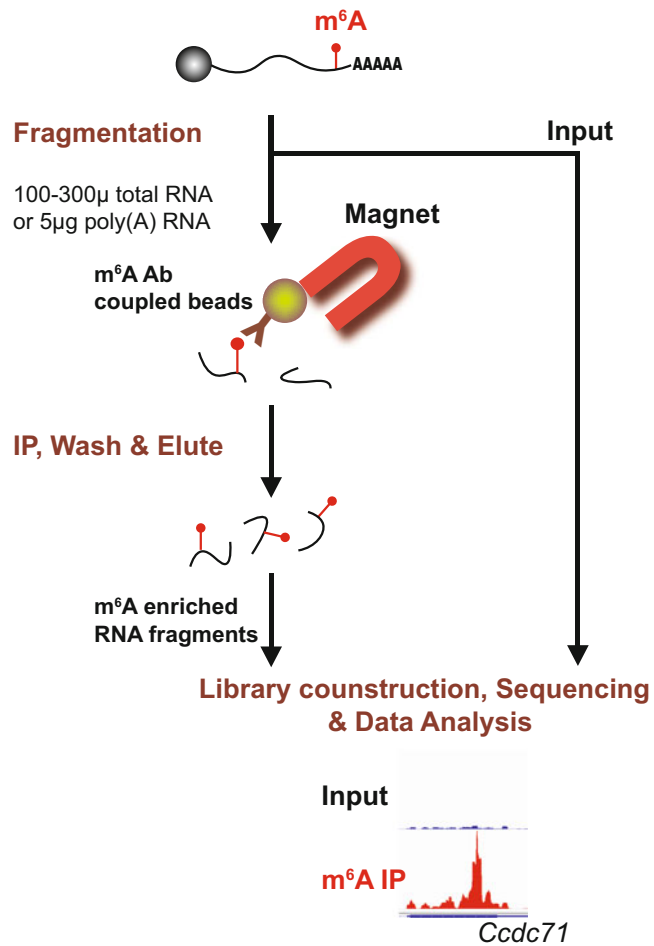 m⁶A
AAAAA
Fragmentation
Input
100-300μ total RNA
or 5μg poly(A) RNA
Magnet
m⁶A Ab
coupled beads
IP, Wash & Elute
m⁶A enriched
RNA fragments
Library counstruction, Sequencing
& Data Analysis
Input
m⁶A IP
Ccdc71